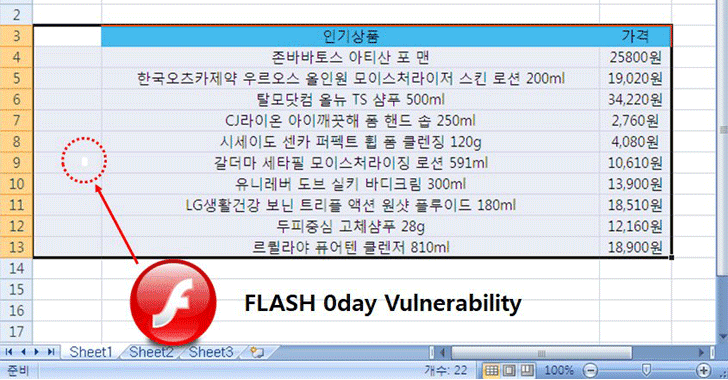 2
3 인기상품 가격
4 존바바토스 아티산 포 맨 25800원
5 한국오츠카제약 우르오스 올인원 모이스처라이저 스킨 로션 200ml 19,020원
6 탈모닷컴 올뉴 TS 샴푸 500ml 34,220원
7 CJ라이온 아이깨끗해 폼 핸드 솝 250ml 2,760원
8 시세이도 센카 퍼펙트 휩 폼 클렌징 120g 4,080원
9 갈더마 세타필 모이스처라이징 로션 591ml 10,610원
10 유니레버 도브 실키 바디크림 300ml 13,900원
11 LG생활건강 보닌 트리플 액션 원샷 플루이드 180ml 18,510원
12 두피중심 고체샴푸 28g 12,160원
13 르퀼라야 퓨어텐 클렌저 810ml 18,900원
14
15
16
17
FLASH 0day Vulnerability
Sheet1 Sheet2 Sheet3
준비 개수: 22 100%